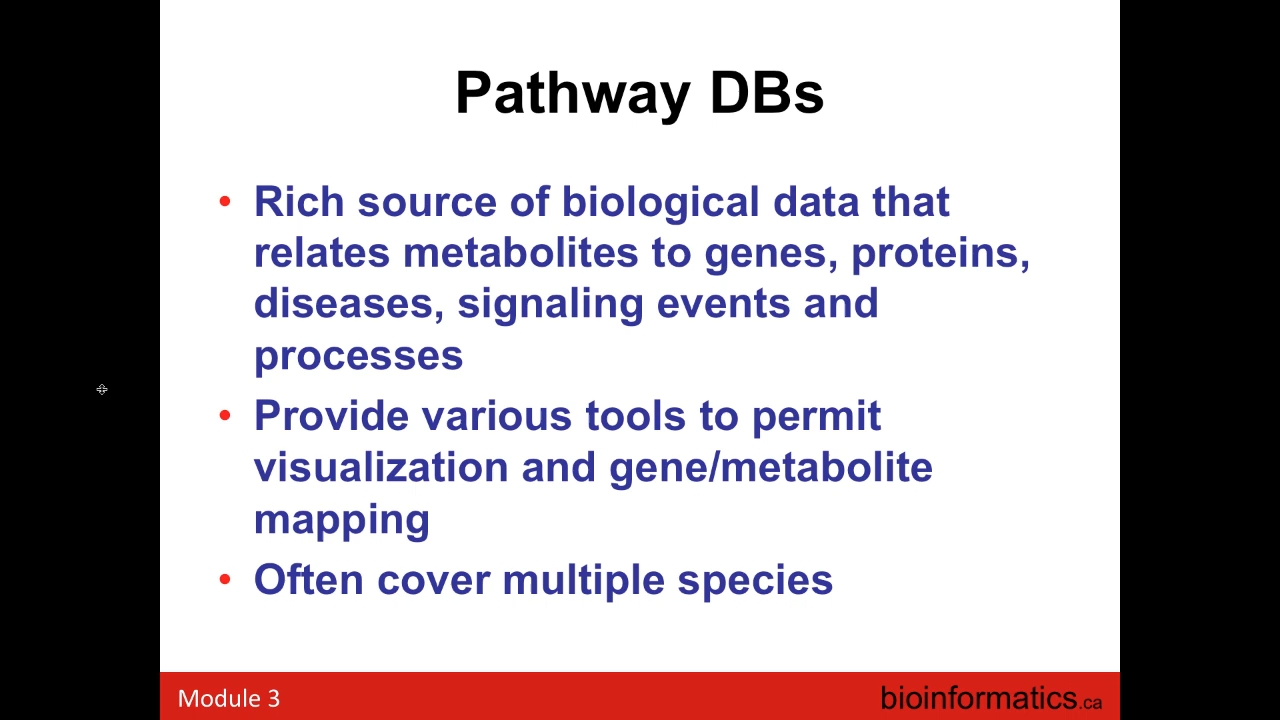 Pathway DBs
• Rich source of biological data that
relates metabolites to genes, proteins,
diseases, signaling events and
processes
• Provide various tools to permit
visualization and gene/metabolite
mapping
• Often cover multiple species
Module 3
bioinformatics.ca